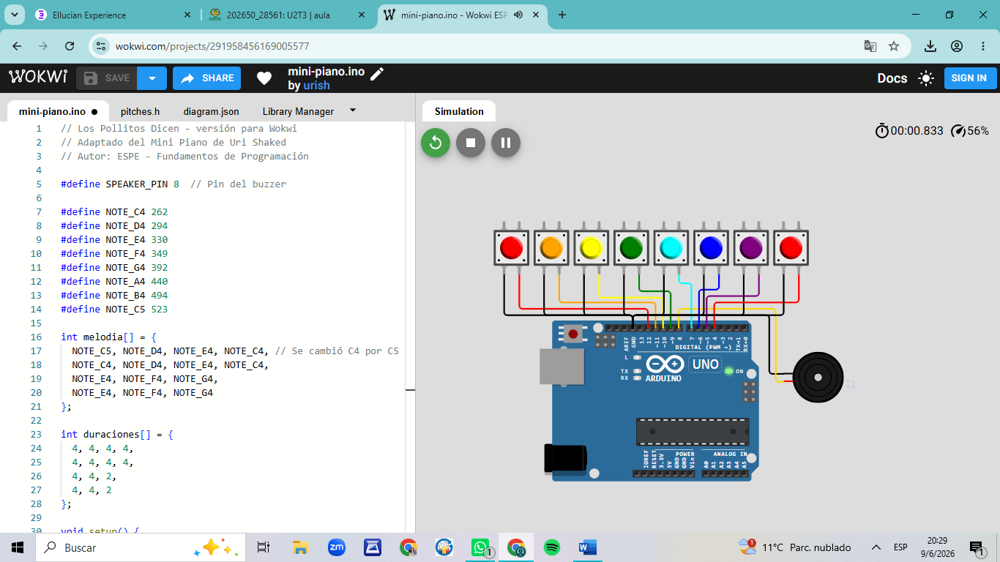 Ellucian Experience
202650_28561: U2T3 | aula
mini-piano.ino - Wokwi ESP
wokwi.com/projects/291958456169005577
WOKWi
SAVE
SHARE
mini-piano.ino
by urish
Docs
SIGN IN
mini-piano.ino
pitches.h
diagram.json
Library Manager
1 // Los Pollitos Dicen - versión para Wokwi
2 // Adaptado del Mini Piano de Uri Shaked
3 // Autor: ESPE - Fundamentos de Programación
4
5 #define SPEAKER_PIN 8 // Pin del buzzer
6
7 #define NOTE_C4 262
8 #define NOTE_D4 294
9 #define NOTE_E4 330
10 #define NOTE_F4 349
11 #define NOTE_G4 392
12 #define NOTE_A4 440
13 #define NOTE_B4 494
14 #define NOTE_C5 523
15
16 int melodia[] = {
17 NOTE_C5, NOTE_D4, NOTE_E4, NOTE_C4, // Se cambió C4 por C5
18 NOTE_C4, NOTE_D4, NOTE_E4, NOTE_C4,
19 NOTE_E4, NOTE_F4, NOTE_G4,
20 NOTE_E4, NOTE_F4, NOTE_G4
21 };
22
23 int duraciones[] = {
24 4, 4, 4, 4,
25 4, 4, 4, 4,
26 4, 4, 2,
27 4, 4, 2
28 };
29
30 void setup() {
Simulation
00:00.833
56%
AREF
GND
13
12
~11
~10
~9
8
7
~6
~5
4
~3
2
TX→1
RX←0
DIGITAL (PWM ~)
L
TX
RX
UNO
ON
ARDUINO
IOREF
RESET
3.3V
5V
GND
GND
Vin
POWER
ANALOG IN
A0
A1
A2
A3
A4
A5
Buscar
zm
1
W
11°C Parc. nublado
ESP
20:29
9/6/2026
1